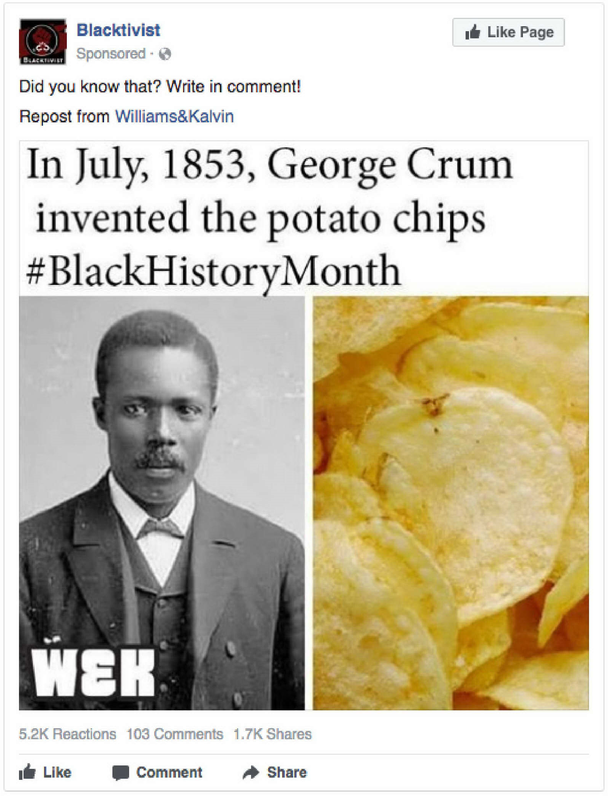 Blacktivist
BLACKTIVIST
Like Page
Sponsored ·
Did you know that? Write in comment!
Repost from Williams&Kalvin
In July, 1853, George Crum
invented the potato chips
#BlackHistoryMonth
W&K
5.2K Reactions 103 Comments 1.7K Shares
Like Comment Share